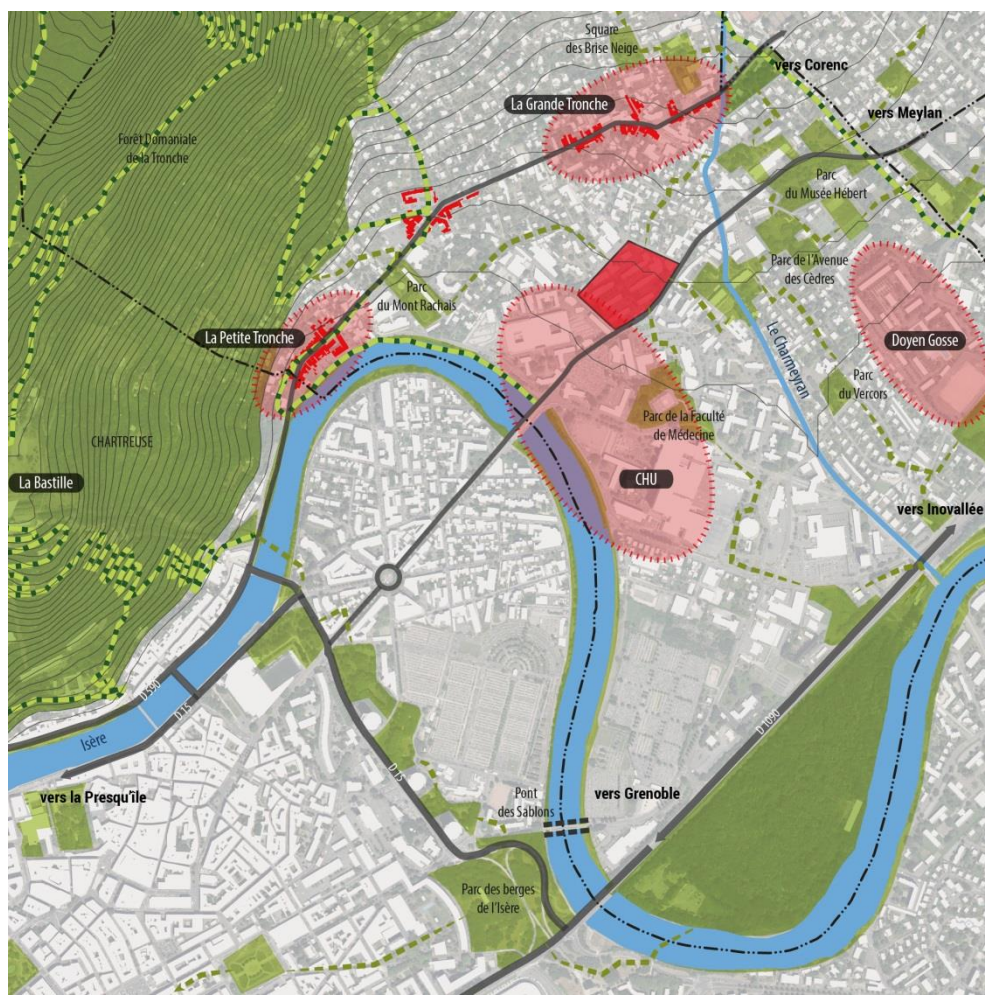 Square
des Brise Neige
vers Corenc
La Grande Tronche
vers Meylan
Forêt Domaniale
de la Tronche
Parc
du Musée Hébert
Parc de l'Avenue
des Cèdres
Parc
du Mont Rachais
La Petite Tronche
Doyen Gosse
Le Charmeyran
Parc
du Vercors
Parc de la Faculté
de Médecine
CHARTREUSE
CHU
La Bastille
vers Inovallée
D 590
D 15
Isère
D 1090
D 15
vers la Presqu'île
Pont
des Sablons
vers Grenoble
Parc des berges
de l'Isère